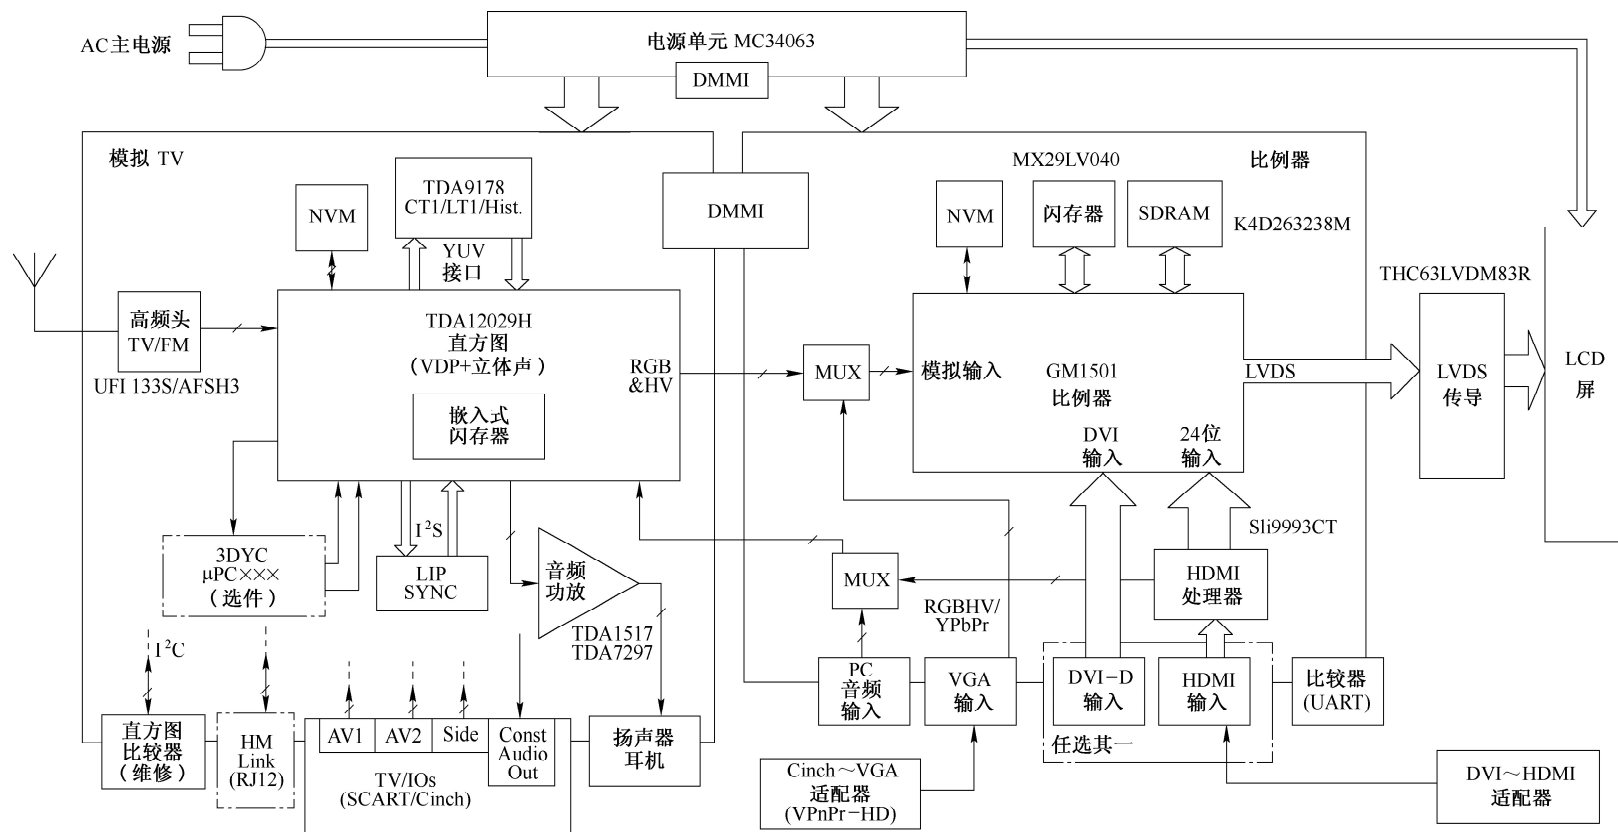 AC主电源
电源单元 MC34063
DMMI
模拟 TV
TDA9178
CT1/LT1/Hist.
NVM
YUV
接口
DMMI
MX29LV040
比例器
NVM
闪存器
SDRAM
K4D263238M
高频头
TV/FM
UFI 133S/AFSH3
TDA12029H
直方图
(VDP+立体声)
RGB
&HV
嵌入式
闪存器
MUX
模拟输入
GM1501
比例器
DVI
输入
24位
输入
LVDS
THC63LVDM83R
LVDS
传导
LCD
屏
3DYC
μPC×××
(选件)
I²S
LIP
SYNC
音频
功放
TDA1517
TDA7297
MUX
RGBHV/
YPbPr
Sli9993CT
HDMI
处理器
I²C
直方图
比较器
(维修)
HM
Link
(RJ12)
AV1
AV2
Side
Const
Audio
Out
TV/IOs
(SCART/Cinch)
扬声器
耳机
PC
音频
输入
VGA
输入
DVI-D
输入
HDMI
输入
任选其一
比较器
(UART)
Cinch～VGA
适配器
(VPnPr-HD)
DVI～HDMI
适配器